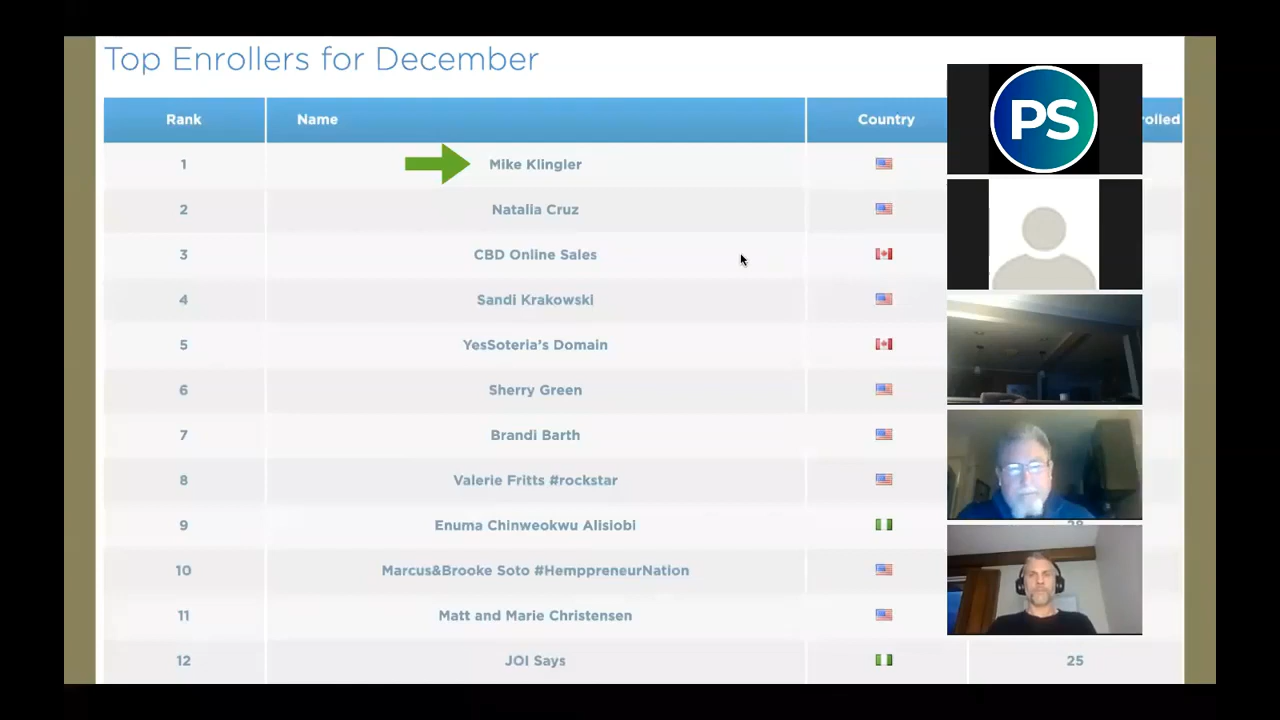 Top Enrollers for December
Rank Name Country rolled
PS
1 Mike Klingler
2 Natalia Cruz
3 CBD Online Sales
4 Sandi Krakowski
5 YesSoteria's Domain
6 Sherry Green
7 Brandi Barth
8 Valerie Fritts #rockstar
9 Enuma Chinweokwu Alisiobi
10 Marcus&Brooke Soto #HemppreneurNation
11 Matt and Marie Christensen
12 JOI Says 25